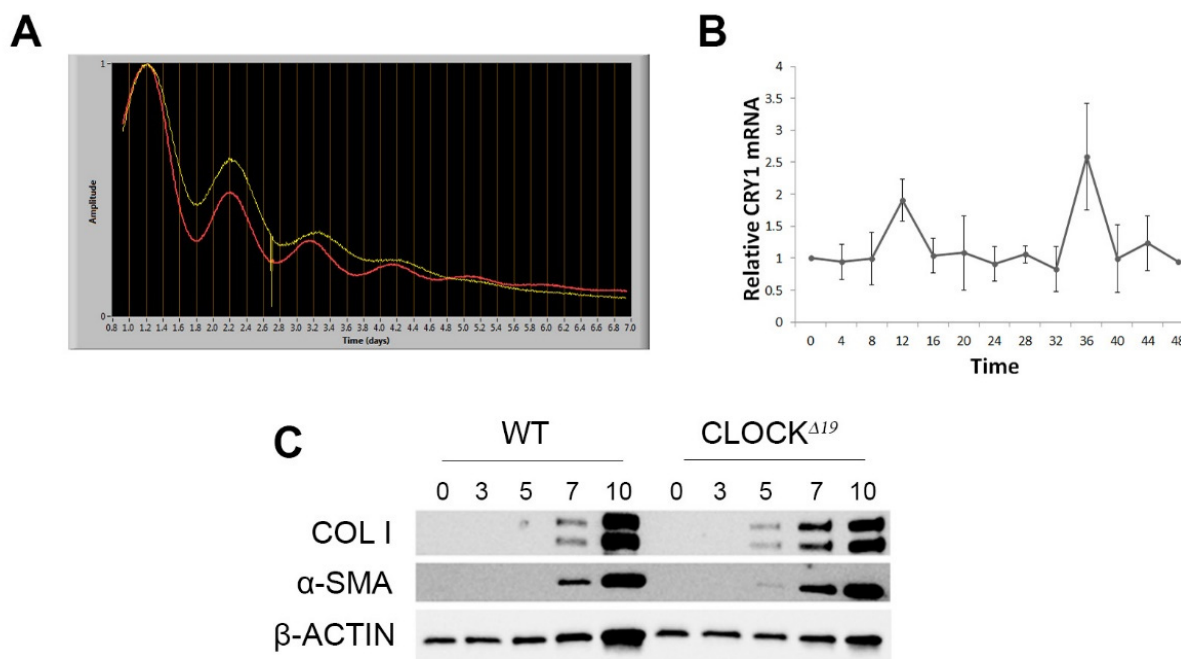 A
1
Amplitude
0
0.8 1.0 1.2 1.4 1.6 1.8 2.0 2.2 2.4 2.6 2.8 3.0 3.2 3.4 3.6 3.8 4.0 4.2 4.4 4.6 4.8 5.0 5.2 5.4 5.6 5.8 6.0 6.2 6.4 6.6 6.8 7.0
Time (days)
B
Relative CRY1 mRNA
4
3.5
3
2.5
2
1.5
1
0.5
0
0 4 8 12 16 20 24 28 32 36 40 44 48
Time
C
WT CLOCK^Δ19
0 3 5 7 10 0 3 5 7 10
COL I
α-SMA
β-ACTIN